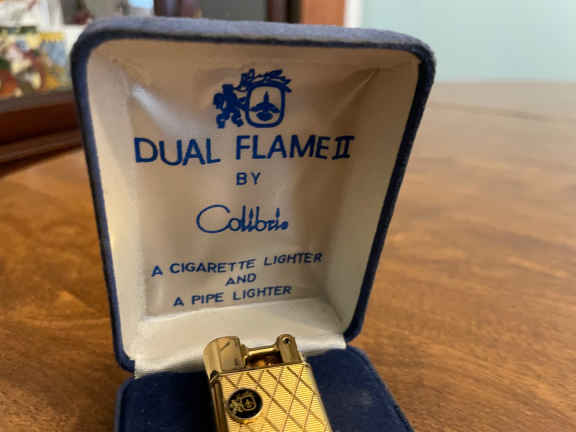 DUAL FLAME II
BY
Colibri
A CIGARETTE LIGHTER
AND
A PIPE LIGHTER